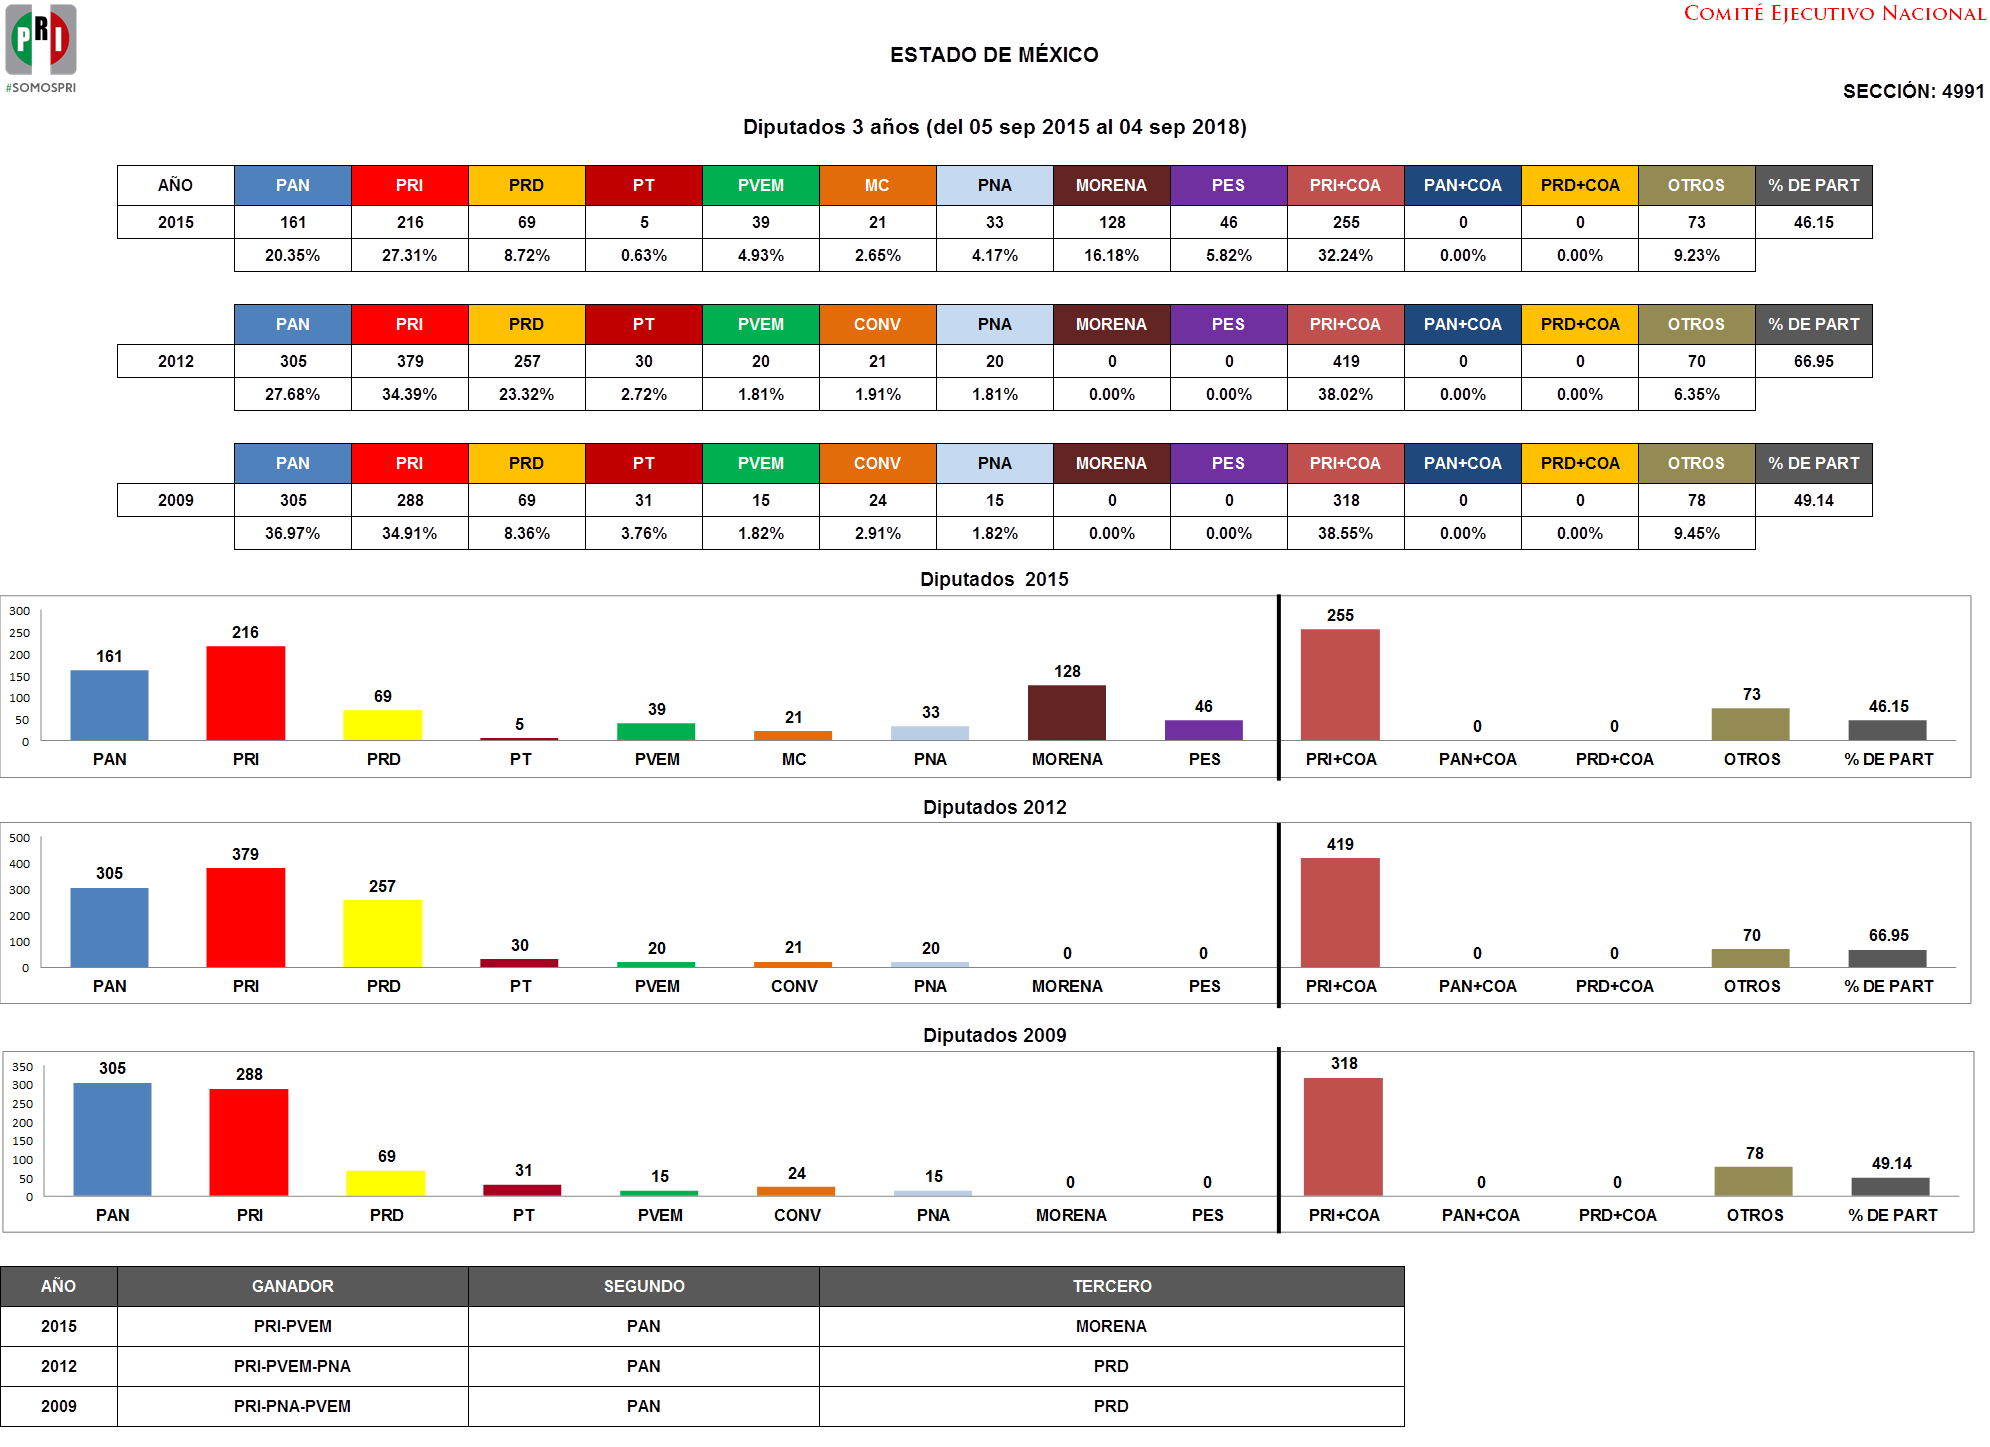 PRI
#SOMOSPRI
COMITÉ EJECUTIVO NACIONAL
ESTADO DE MÉXICO
SECCIÓN: 4991
Diputados 3 años (del 05 sep 2015 al 04 sep 2018)
AÑO PAN PRI PRD PT PVEM MC PNA MORENA PES PRI+COA PAN+COA PRD+COA OTROS % DE PART
2015 161 216 69 5 39 21 33 128 46 255 0 0 73 46.15
20.35% 27.31% 8.72% 0.63% 4.93% 2.65% 4.17% 16.18% 5.82% 32.24% 0.00% 0.00% 9.23%
PAN PRI PRD PT PVEM CONV PNA MORENA PES PRI+COA PAN+COA PRD+COA OTROS % DE PART
2012 305 379 257 30 20 21 20 0 0 419 0 0 70 66.95
27.68% 34.39% 23.32% 2.72% 1.81% 1.91% 1.81% 0.00% 0.00% 38.02% 0.00% 0.00% 6.35%
PAN PRI PRD PT PVEM CONV PNA MORENA PES PRI+COA PAN+COA PRD+COA OTROS % DE PART
2009 305 288 69 31 15 24 15 0 0 318 0 0 78 49.14
36.97% 34.91% 8.36% 3.76% 1.82% 2.91% 1.82% 0.00% 0.00% 38.55% 0.00% 0.00% 9.45%
Diputados 2015
300
250
200
150
100
50
0
161 216 69 5 39 21 33 128 46 255 0 0 73 46.15
PAN PRI PRD PT PVEM MC PNA MORENA PES PRI+COA PAN+COA PRD+COA OTROS % DE PART
Diputados 2012
500
400
300
200
100
0
305 379 257 30 20 21 20 0 0 419 0 0 70 66.95
PAN PRI PRD PT PVEM CONV PNA MORENA PES PRI+COA PAN+COA PRD+COA OTROS % DE PART
Diputados 2009
350
300
250
200
150
100
50
0
305 288 69 31 15 24 15 0 0 318 0 0 78 49.14
PAN PRI PRD PT PVEM CONV PNA MORENA PES PRI+COA PAN+COA PRD+COA OTROS % DE PART
AÑO GANADOR SEGUNDO TERCERO
2015 PRI-PVEM PAN MORENA
2012 PRI-PVEM-PNA PAN PRD
2009 PRI-PNA-PVEM PAN PRD